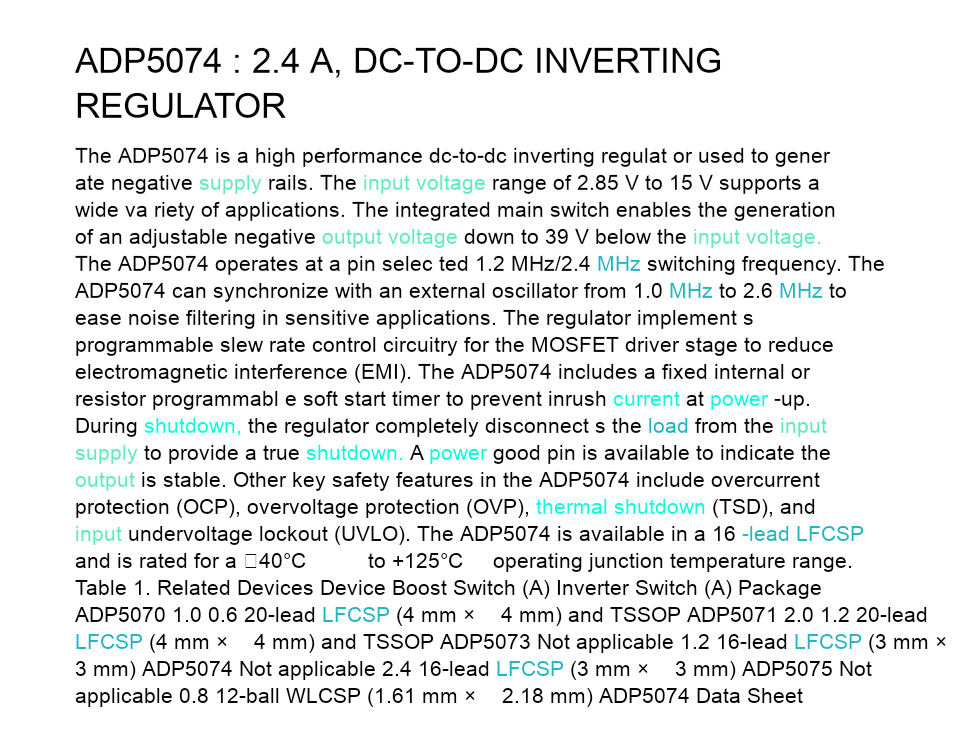 ADP5074 : 2.4 A, DC-TO-DC INVERTING
REGULATOR
The ADP5074 is a high performance dc-to-dc inverting regulat or used to gener
ate negative supply rails. The input voltage range of 2.85 V to 15 V supports a
wide va riety of applications. The integrated main switch enables the generation
of an adjustable negative output voltage down to 39 V below the input voltage.
The ADP5074 operates at a pin selec ted 1.2 MHz/2.4 MHz switching frequency. The
ADP5074 can synchronize with an external oscillator from 1.0 MHz to 2.6 MHz to
ease noise filtering in sensitive applications. The regulator implement s
programmable slew rate control circuitry for the MOSFET driver stage to reduce
electromagnetic interference (EMI). The ADP5074 includes a fixed internal or
resistor programmabl e soft start timer to prevent inrush current at power -up.
During shutdown, the regulator completely disconnect s the load from the input
supply to provide a true shutdown. A power good pin is available to indicate the
output is stable. Other key safety features in the ADP5074 include overcurrent
protection (OCP), overvoltage protection (OVP), thermal shutdown (TSD), and
input undervoltage lockout (UVLO). The ADP5074 is available in a 16 -lead LFCSP
and is rated for a □40°C to +125°C operating junction temperature range.
Table 1. Related Devices Device Boost Switch (A) Inverter Switch (A) Package
ADP5070 1.0 0.6 20-lead LFCSP (4 mm × 4 mm) and TSSOP ADP5071 2.0 1.2 20-lead
LFCSP (4 mm × 4 mm) and TSSOP ADP5073 Not applicable 1.2 16-lead LFCSP (3 mm ×
3 mm) ADP5074 Not applicable 2.4 16-lead LFCSP (3 mm × 3 mm) ADP5075 Not
applicable 0.8 12-ball WLCSP (1.61 mm × 2.18 mm) ADP5074 Data Sheet